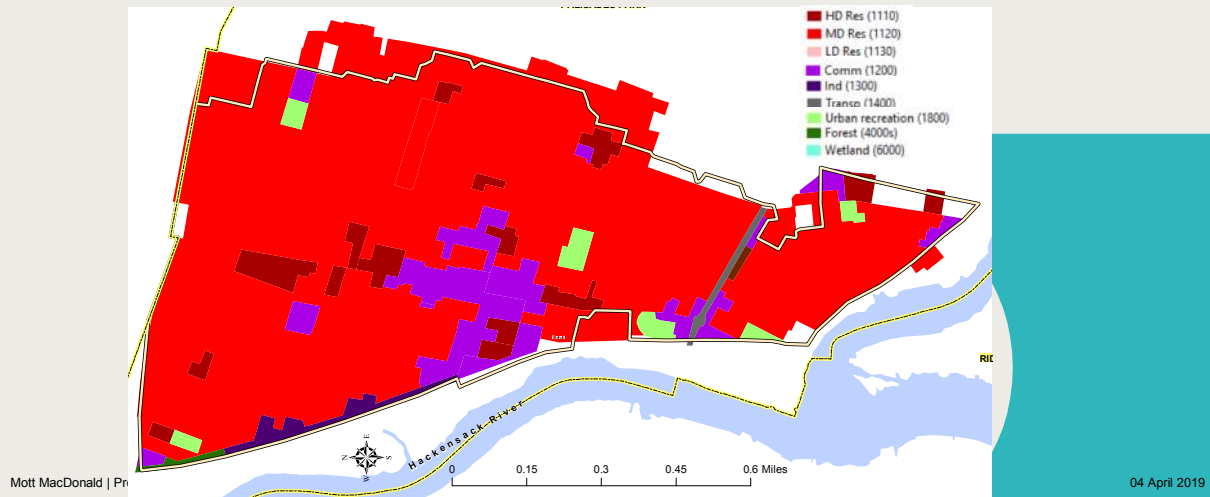 HD Res (1110)
MD Res (1120)
LD Res (1130)
Comm (1200)
Ind (1300)
Transp (1400)
Urban recreation (1800)
Forest (4000s)
Wetland (6000)
RID
Hackensack River
E
N S
W
0 0.15 0.3 0.45 0.6 Miles
Mott MacDonald | Pr
04 April 2019